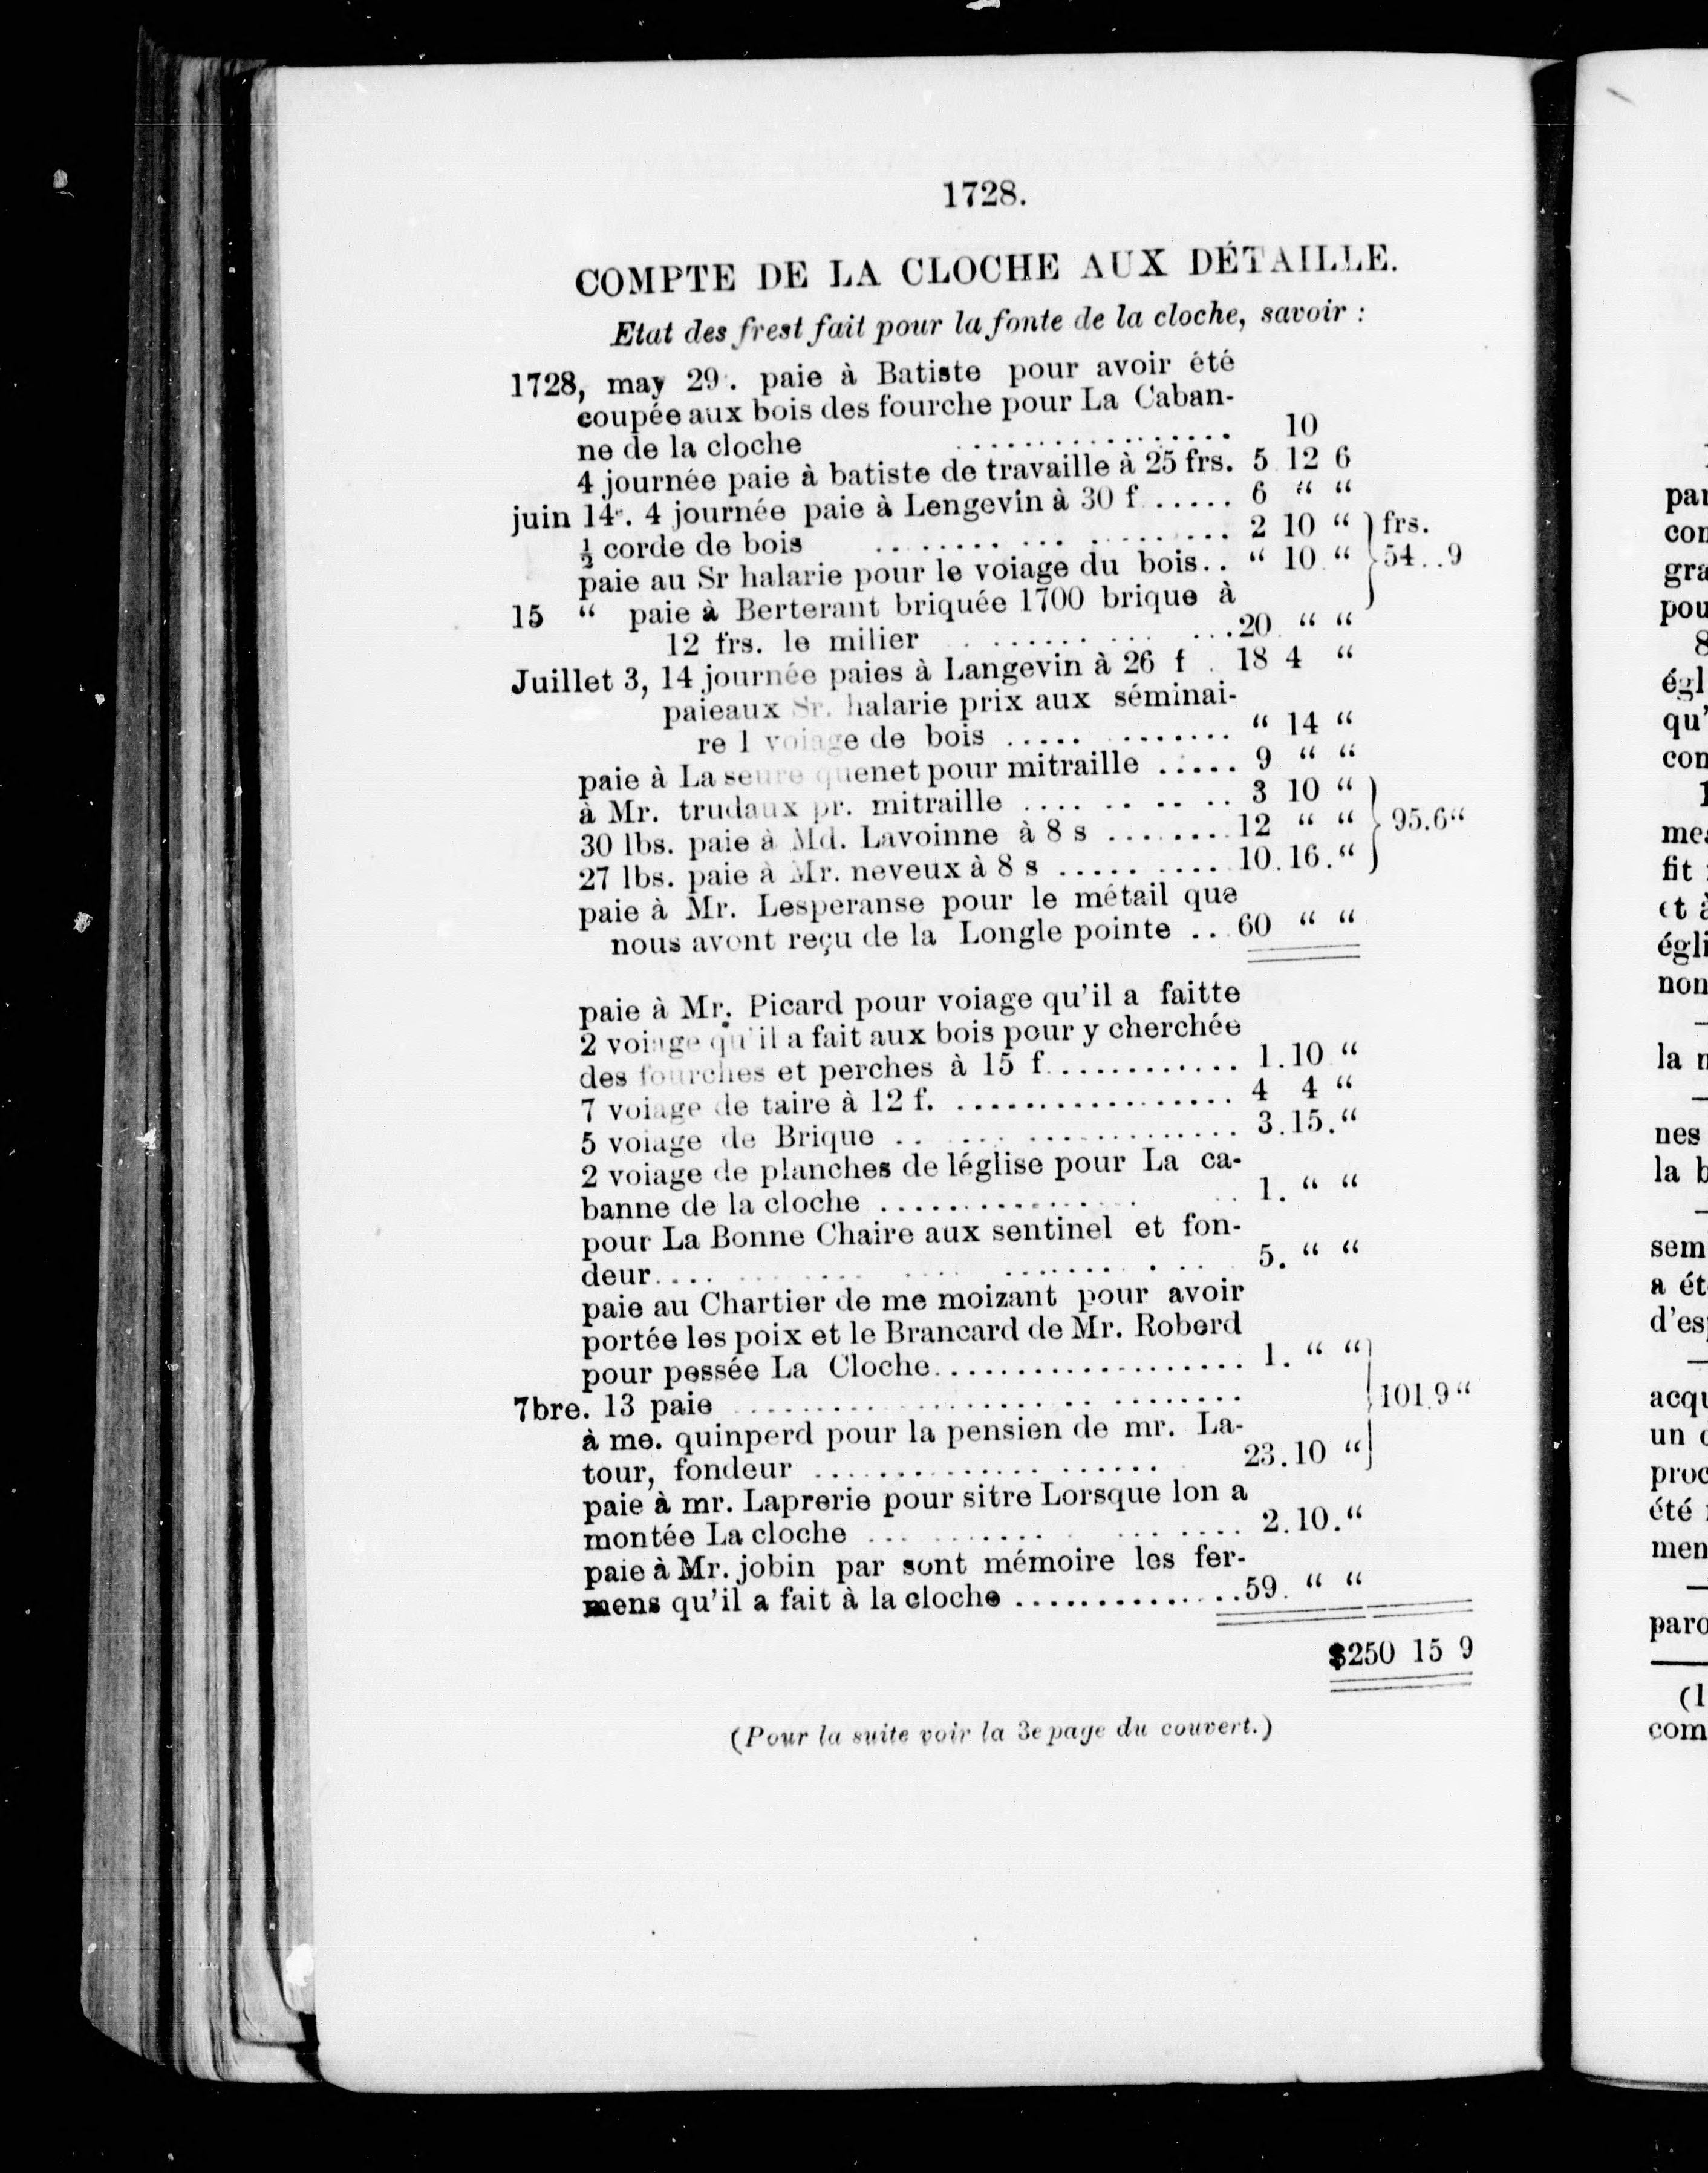 1728.
COMPTE DE LA CLOCHE AUX DÉTAILLE.
Etat des frest fait pour la fonte de la cloche, savoir :
1728, may 29. paie à Batiste pour avoir été
coupée aux bois des fourche pour La Caban-
ne de la cloche ................ 10
4 journée paie à batiste de travaille à 25 frs. 5 12 6
juin 14. 4 journée paie à Lengevin à 30 f ..... 6 “ “
½ corde de bois ........ ... ......... 2 10 “ } frs.
paie au Sr halarie pour le voiage du bois.. “ 10 “ } 54..9
15 “ paie à Berterant briquée 1700 brique à
12 frs. le milier ....... ... ...20 “ “
Juillet 3, 14 journée paies à Langevin à 26 f . 18 4 “
paieaux Sr. halarie prix aux séminai-
re 1 voiage de bois ..... ........ “ 14 “
paie à La seure quenet pour mitraille ..... 9 “ “
à Mr. trudaux pr. mitraille .... .. .. .. 3 10 “
30 lbs. paie à Md. Lavoinne à 8 s ........12 “ “ } 95.6“
27 lbs. paie à Mr. neveux à 8 s ..... .....10.16.“
paie à Mr. Lesperanse pour le métail que
nous avont reçu de la Longle pointe ...60 “ “
paie à Mr. Picard pour voiage qu'il a faitte
2 voiage qu'il a fait aux bois pour y cherchée
des fourches et perches à 15 f............. 1.10 “
7 voiage de taire à 12 f. .................. 4 4 “
5 voiage de Brique .. ... ............... 3.15.“
2 voiage de planches de léglise pour La ca-
banne de la cloche ................ .. 1. “ “
pour La Bonne Chaire aux sentinel et fon-
deur.... ........ ... ........ . ... 5. “ “
paie au Chartier de me moizant pour avoir
portée les poix et le Brancard de Mr. Roberd
pour pessée La Cloche................... 1. “ “
7bre. 13 paie .................... .. ........ } 101.9“
à me. quinperd pour la pensien de mr. La-
tour, fondeur .............. ...... 23.10 “
paie à mr. Laprerie pour sitre Lorsque lon a
montée La cloche ... ........ ... .... 2.10.“
paie à Mr. jobin par sont mémoire les fer-
mens qu'il a fait à la cloche ..............59. “ “
$250 15 9
(Pour la suite voir la 3e page du couvert.)
la
nes
paro